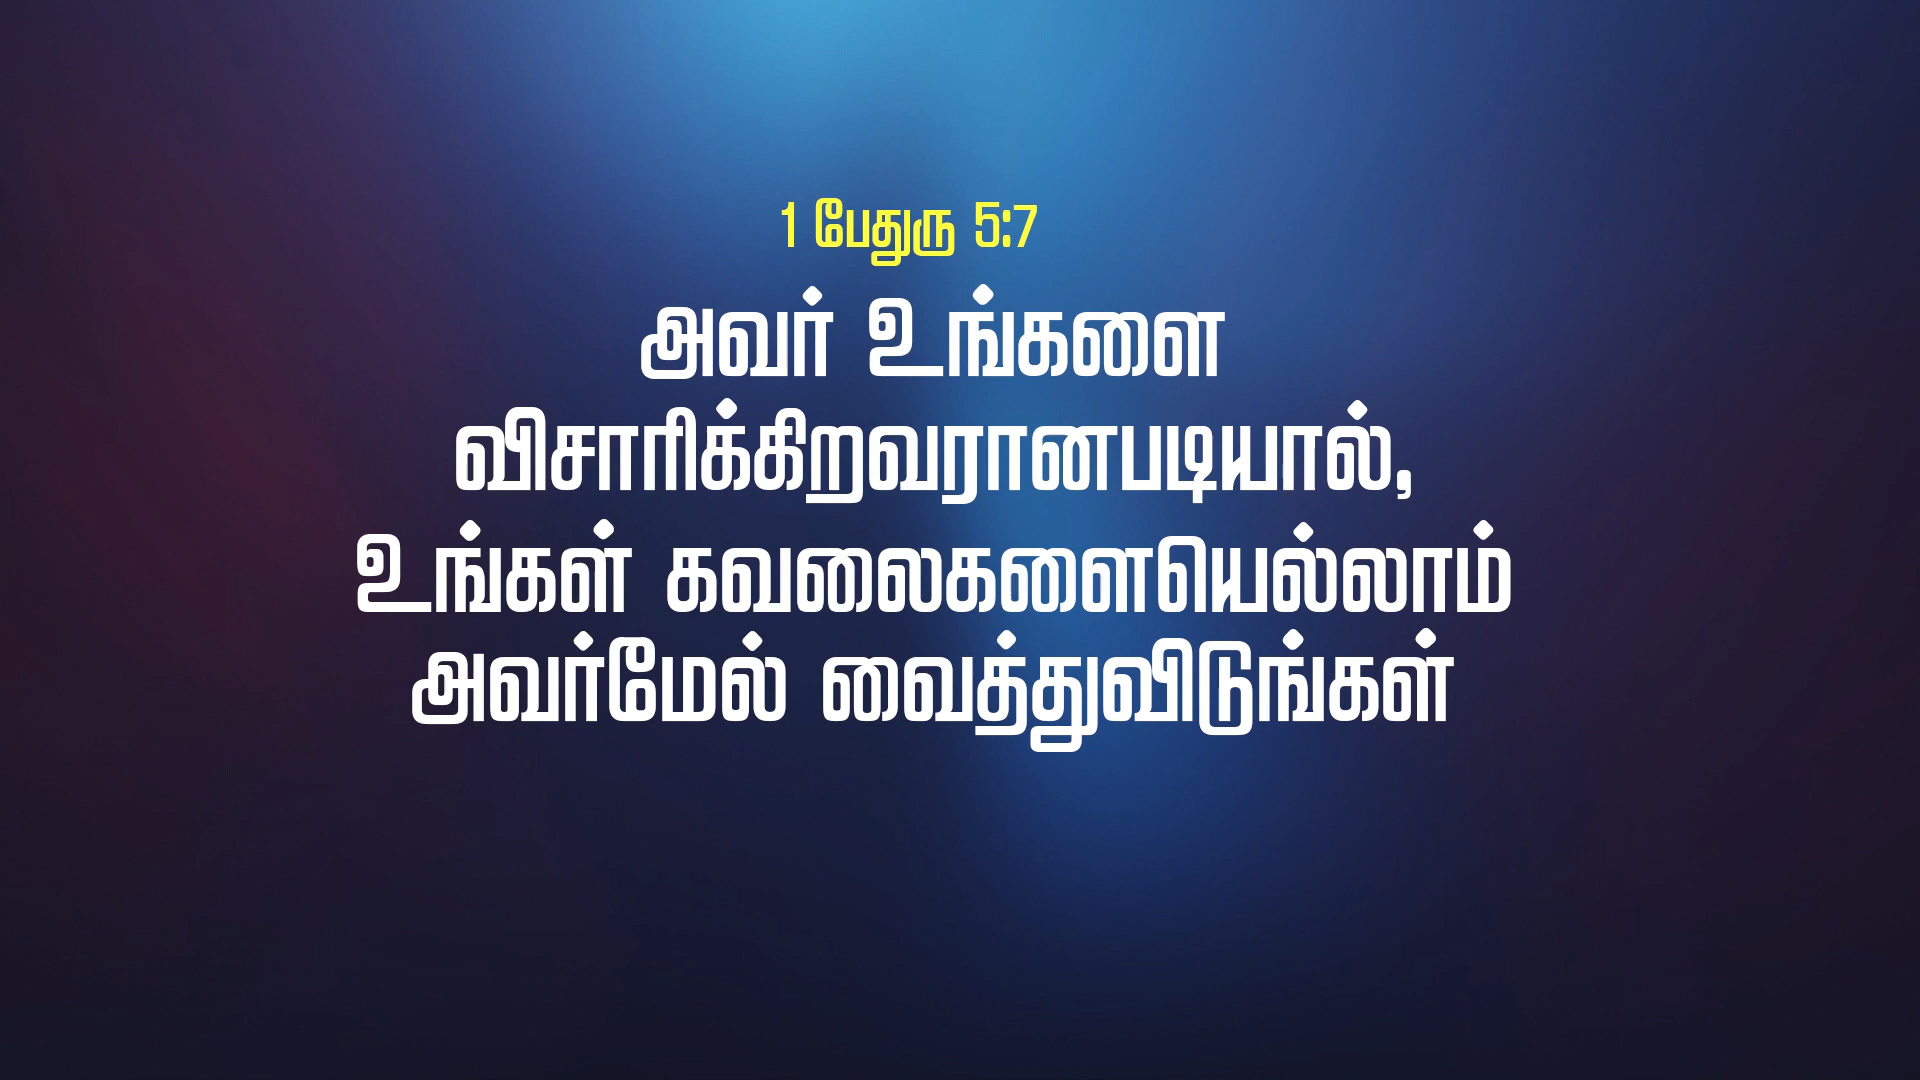 1 பேதுரு 5:7
அவர் உங்களை
விசாரிக்கிறவரானபடியால்,
உங்கள் கவலைகளையெல்லாம்
அவர்மேல் வைத்துவிடுங்கள்